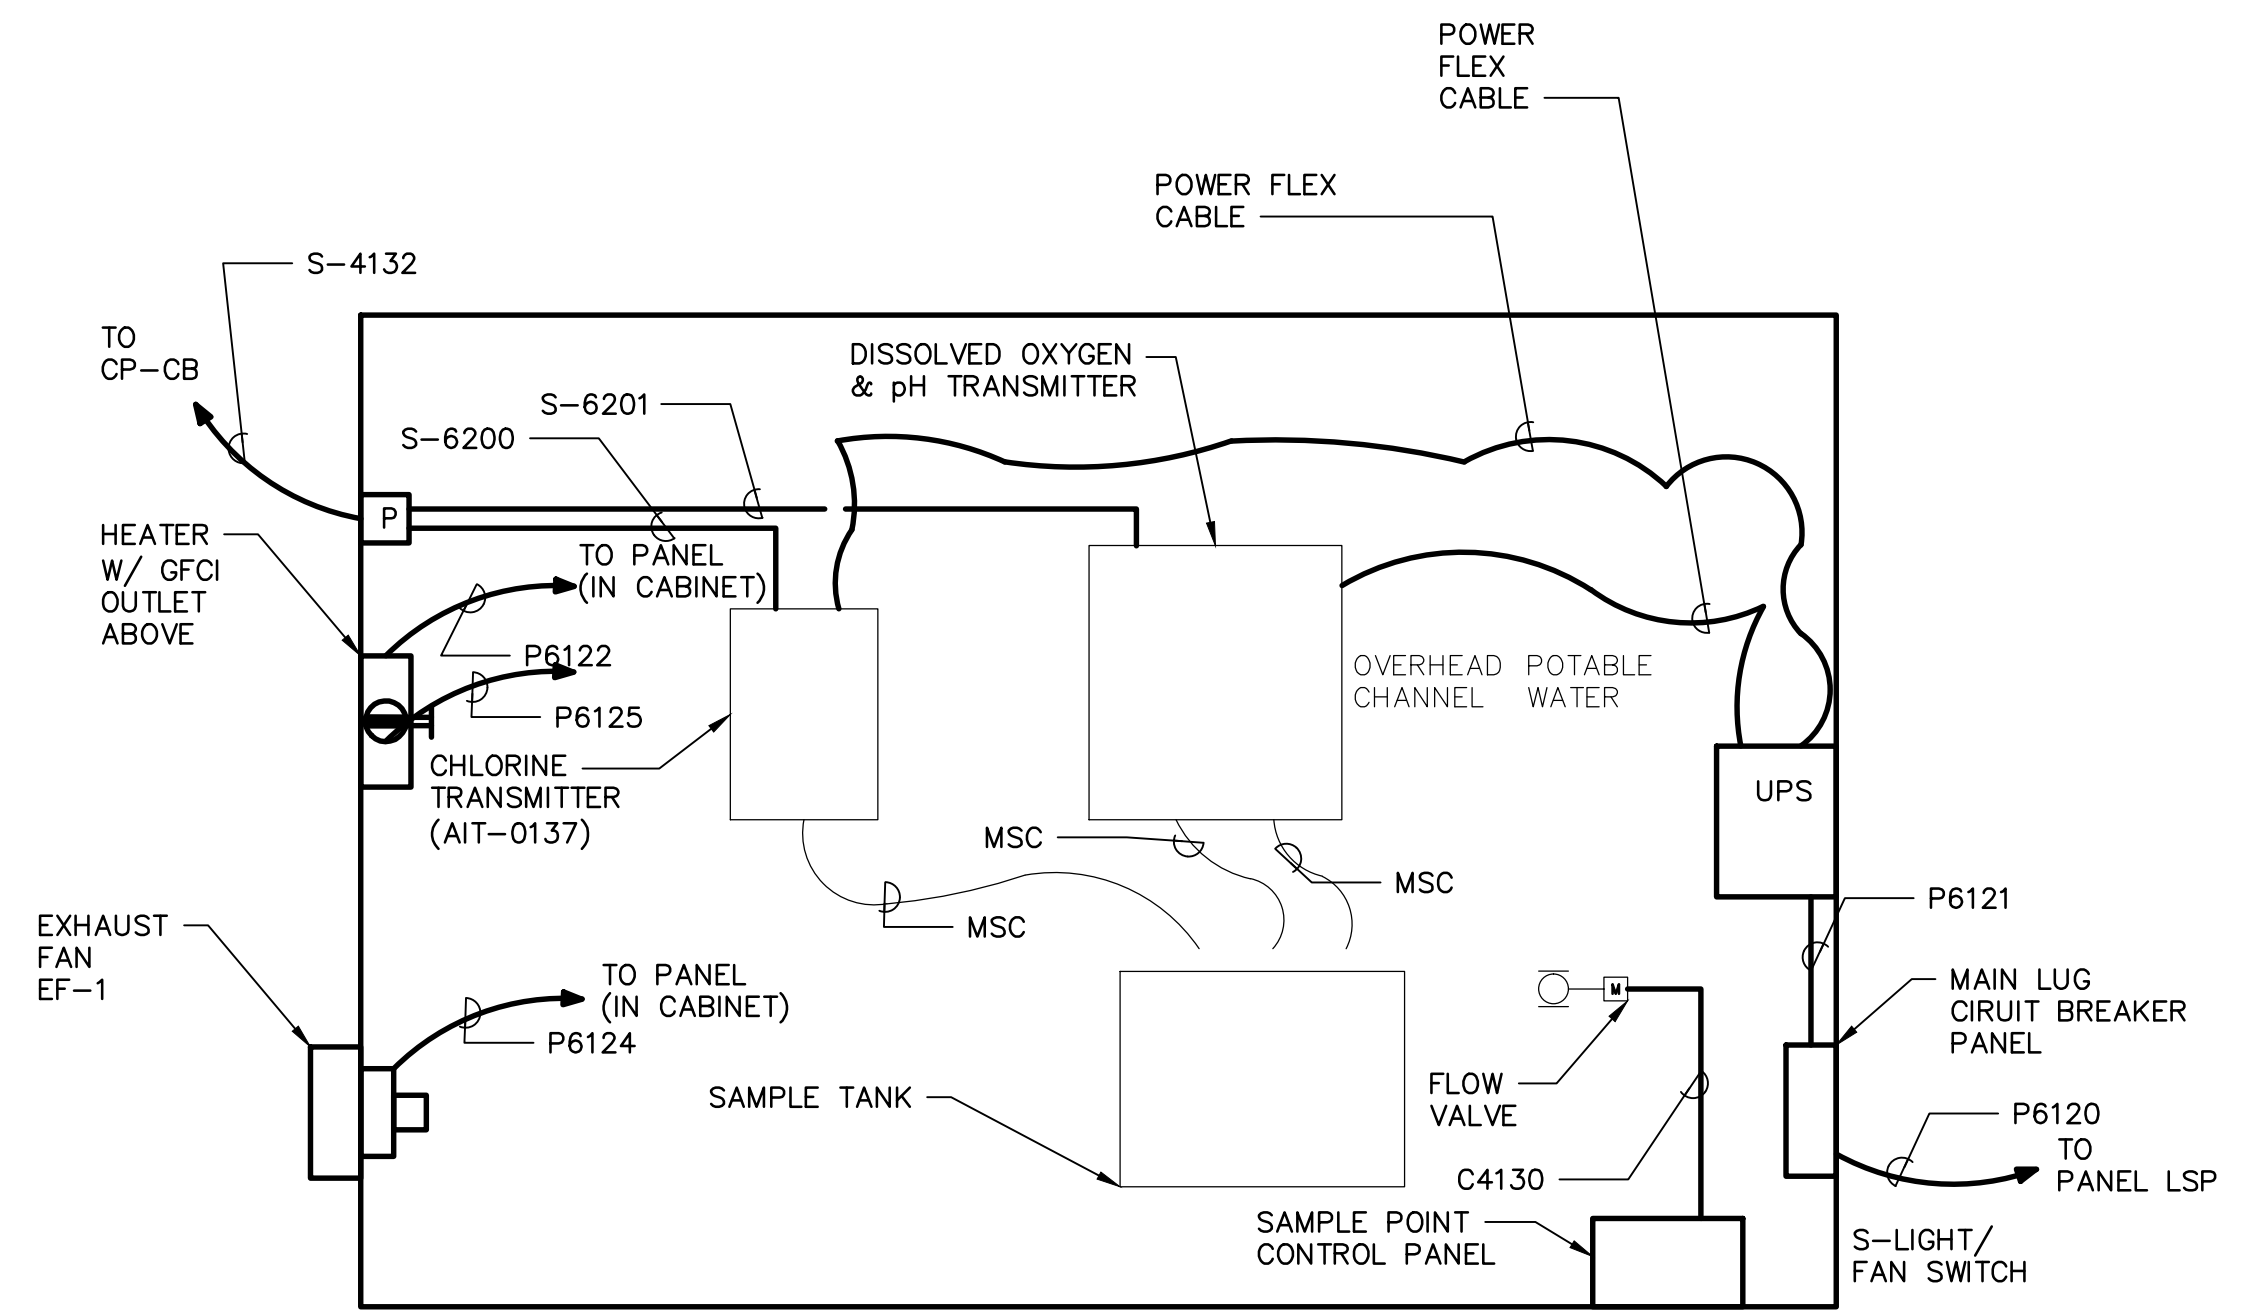 POWER
FLEX
CABLE
POWER FLEX
CABLE
S-4132
TO
CP-CB
DISSOLVED OXYGEN
& pH TRANSMITTER
S-6201
S-6200
P
HEATER
W/ GFCI
OUTLET
ABOVE
TO PANEL
(IN CABINET)
P6122
P6125
OVERHEAD POTABLE
CHANNEL WATER
CHLORINE
TRANSMITTER
(AIT-0137)
UPS
MSC
MSC
MSC
P6121
EXHAUST
FAN
EF-1
TO PANEL
(IN CABINET)
P6124
M
MAIN LUG
CIRUIT BREAKER
PANEL
SAMPLE TANK
FLOW
VALVE
P6120
TO
PANEL LSP
C4130
SAMPLE POINT
CONTROL PANEL
S-LIGHT/
FAN SWITCH